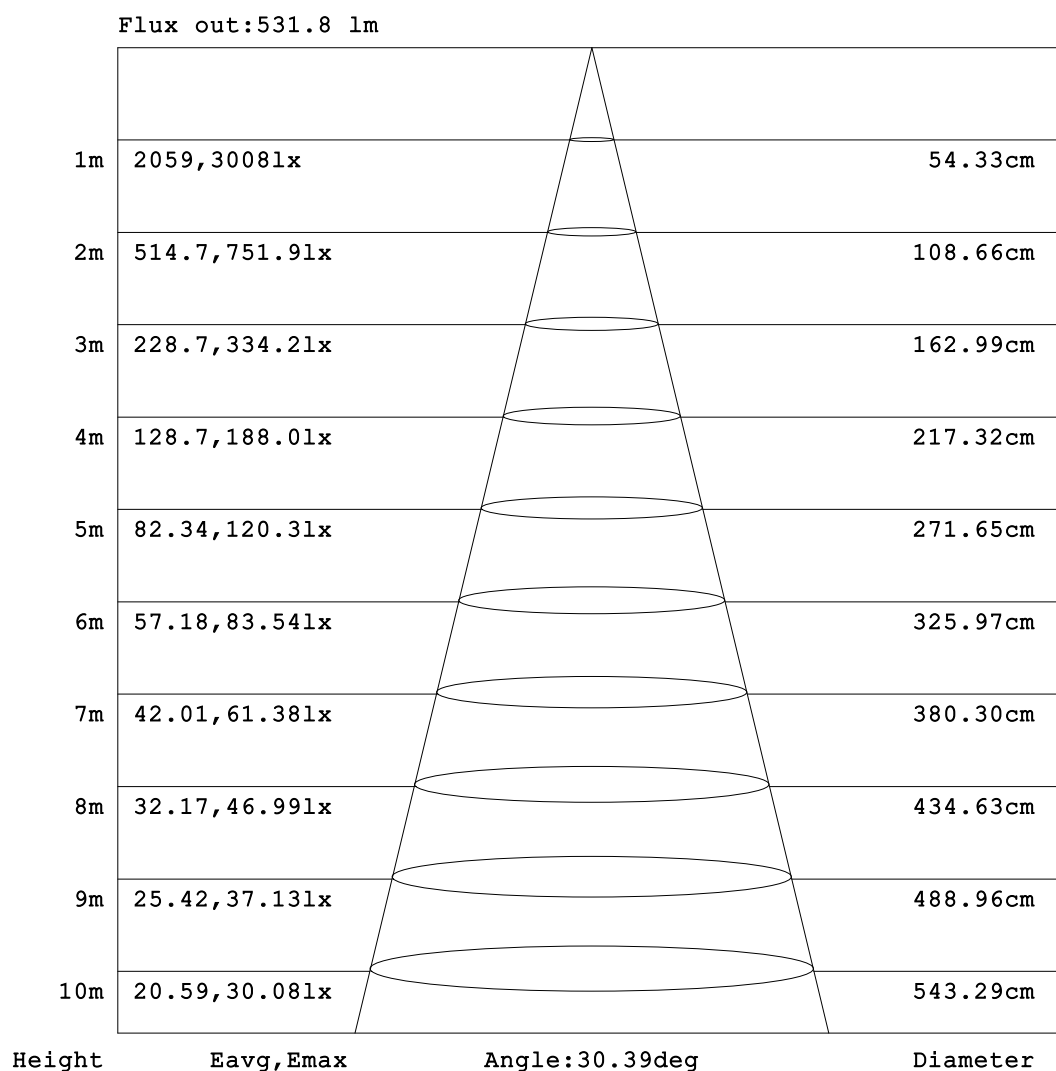 Flux out:531.8 lm
1m 2059,3008lx 54.33cm
2m 514.7,751.9lx 108.66cm
3m 228.7,334.2lx 162.99cm
4m 128.7,188.0lx 217.32cm
5m 82.34,120.3lx 271.65cm
6m 57.18,83.54lx 325.97cm
7m 42.01,61.38lx 380.30cm
8m 32.17,46.99lx 434.63cm
9m 25.42,37.13lx 488.96cm
10m 20.59,30.08lx 543.29cm
Height Eavg,Emax Angle:30.39deg Diameter